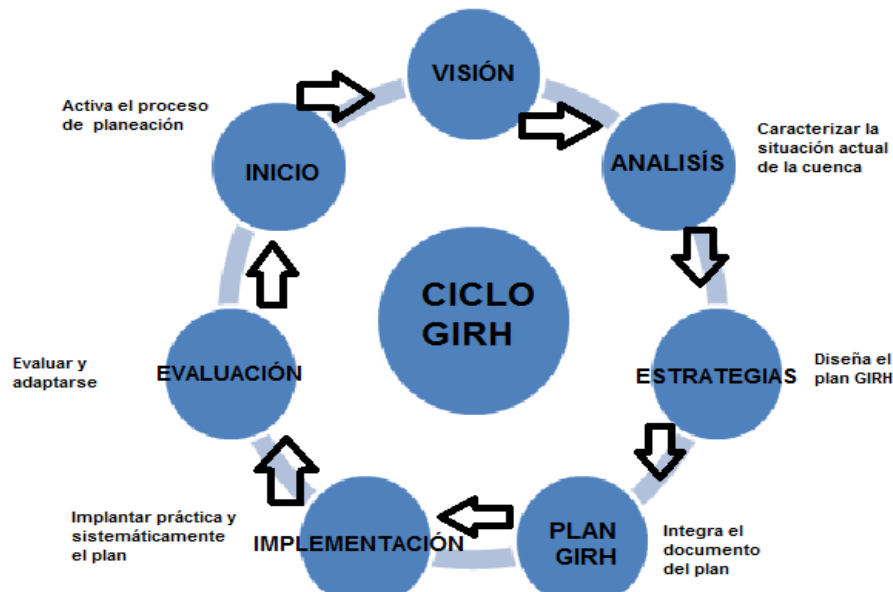 VISIÓN
Activa el proceso
de planeación
INICIO
Caracterizar la
situación actual
de la cuenca
ANALISÍS
CICLO
GIRH
Evaluar y
adaptarse
EVALUACIÓN
ESTRATEGIAS
Diseña el
plan GIRH
Implantar práctica y
sistemáticamente
el plan
IMPLEMENTACIÓN
PLAN
GIRH
Integra el
documento
del plan